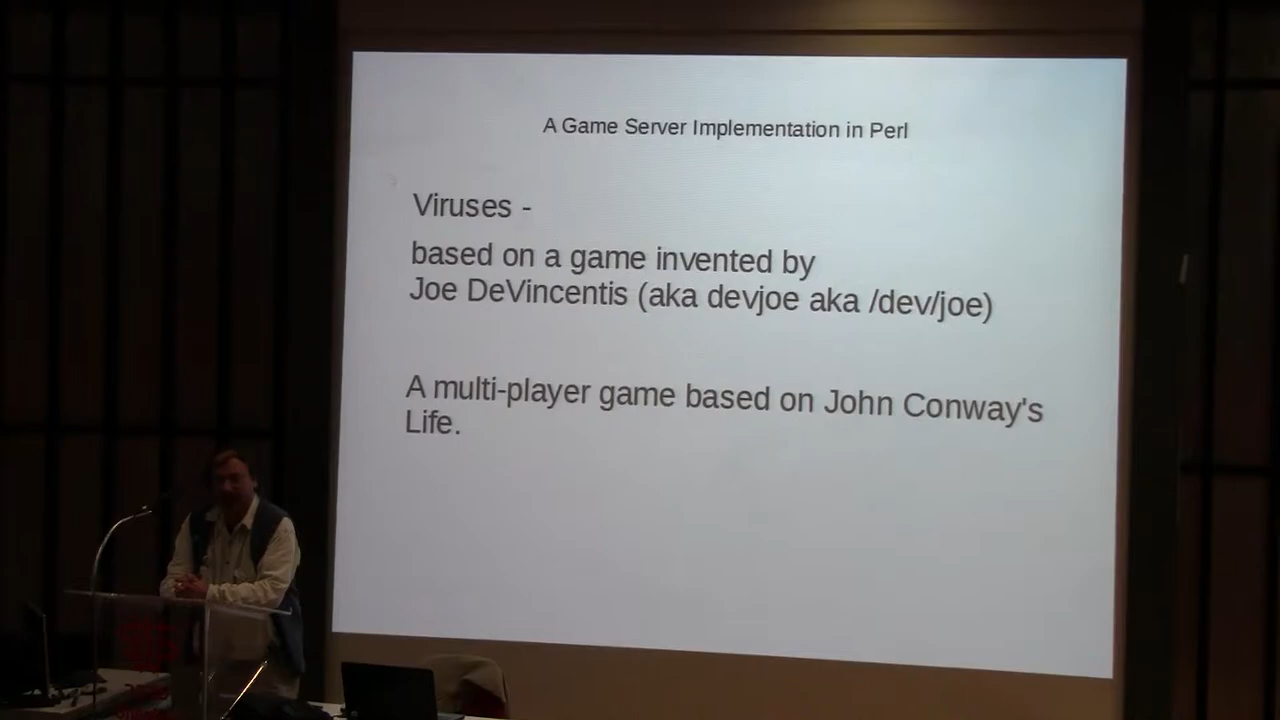 A Game Server Implementation in Perl
Viruses -
based on a game invented by
Joe DeVincentis (aka devjoe aka /dev/joe)
A multi-player game based on John Conway's
Life.